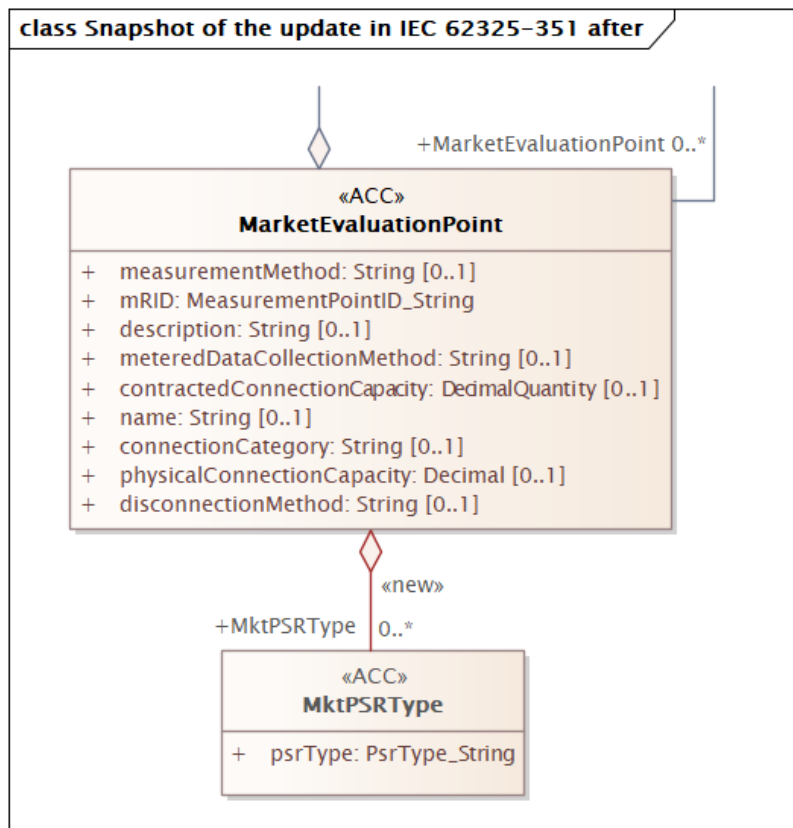 class Snapshot of the update in IEC 62325-351 after
+MarketEvaluationPoint 0..*
«ACC»
MarketEvaluationPoint
+ measurementMethod: String [0..1]
+ mRID: MeasurementPointID_String
+ description: String [0..1]
+ meteredDataCollectionMethod: String [0..1]
+ contractedConnectionCapacity: DecimalQuantity [0..1]
+ name: String [0..1]
+ connectionCategory: String [0..1]
+ physicalConnectionCapacity: Decimal [0..1]
+ disconnectionMethod: String [0..1]
«new»
+MktPSRType 0..*
«ACC»
MktPSRType
+ psrType: PsrType_String